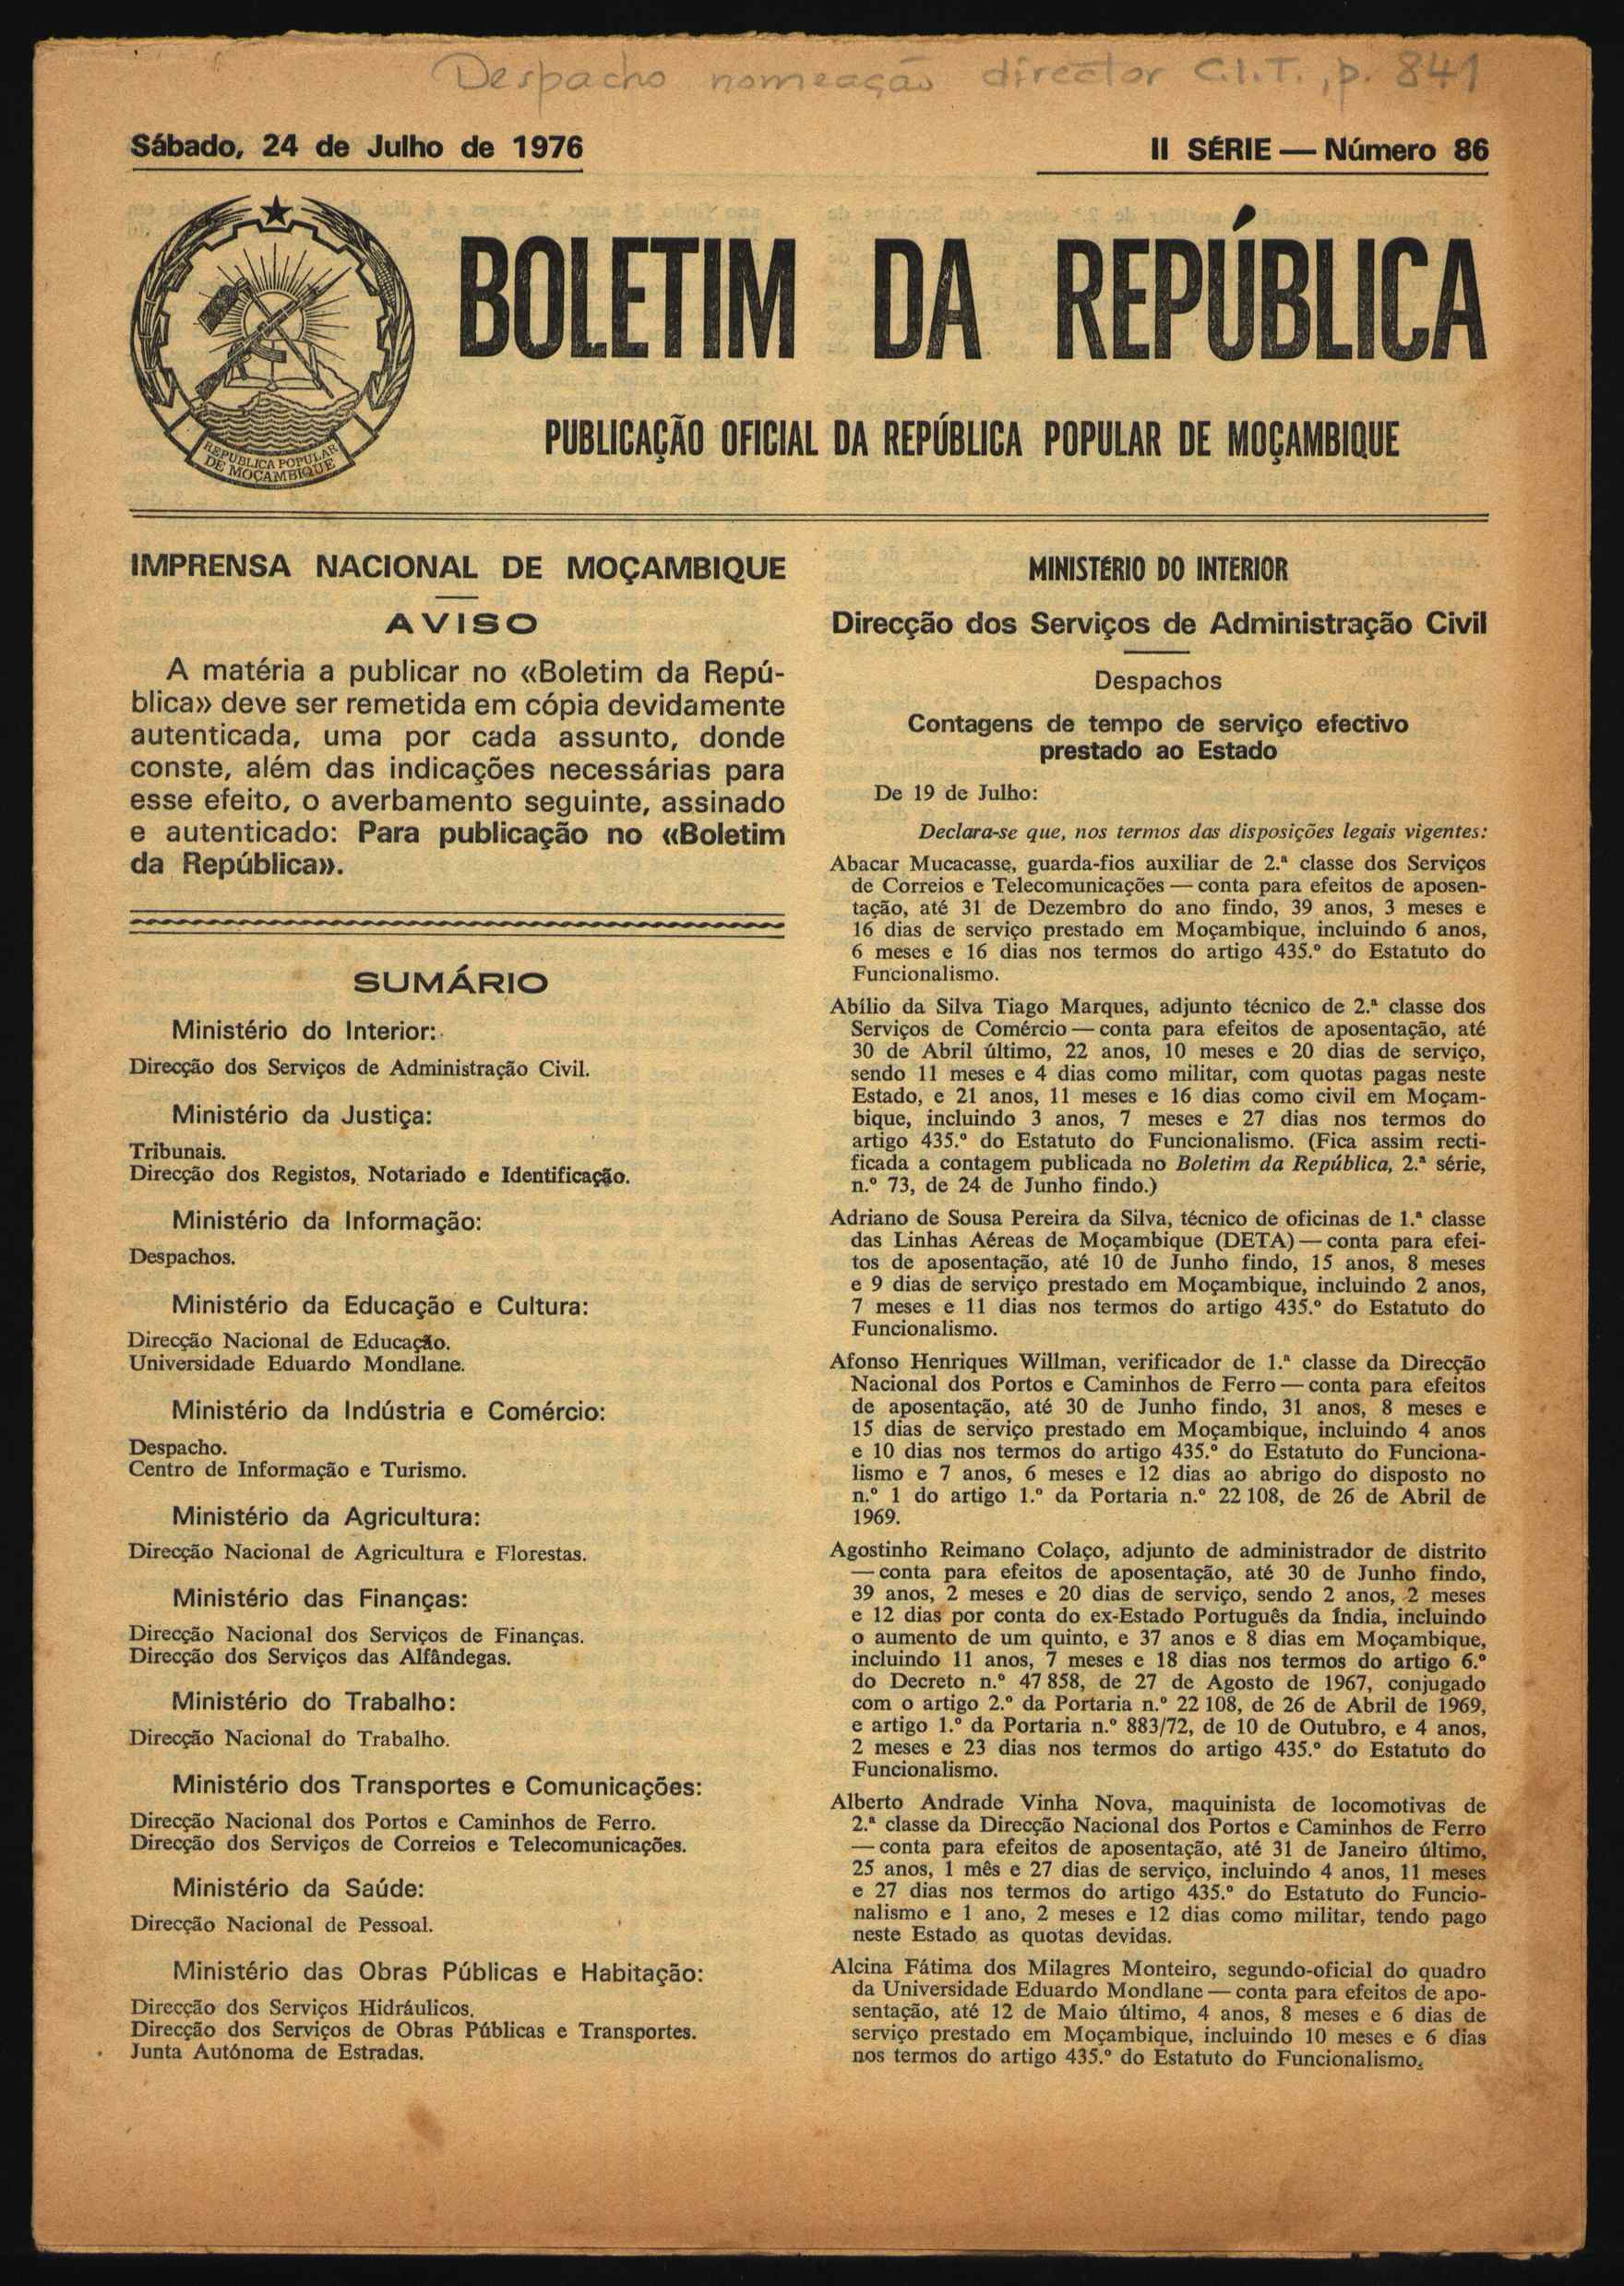 Despacho nomeação director C.I.T., p. 841
Sábado, 24 de Julho de 1976
II SÉRIE — Número 86
BOLETIM DA REPÚBLICA
PUBLICAÇÃO OFICIAL DA REPÚBLICA POPULAR DE MOÇAMBIQUE
REPÚBLICA POPULAR
DE MOÇAMBIQUE
IMPRENSA NACIONAL DE MOÇAMBIQUE
AVISO
A matéria a publicar no «Boletim da Repú-
blica» deve ser remetida em cópia devidamente
autenticada, uma por cada assunto, donde
conste, além das indicações necessárias para
esse efeito, o averbamento seguinte, assinado
e autenticado: Para publicação no «Boletim
da República».
SUMÁRIO
Ministério do Interior:
Direcção dos Serviços de Administração Civil.
Ministério da Justiça:
Tribunais.
Direcção dos Registos, Notariado e Identificação.
Ministério da Informação:
Despachos.
Ministério da Educação e Cultura:
Direcção Nacional de Educação.
Universidade Eduardo Mondlane.
Ministério da Indústria e Comércio:
Despacho.
Centro de Informação e Turismo.
Ministério da Agricultura:
Direcção Nacional de Agricultura e Florestas.
Ministério das Finanças:
Direcção Nacional dos Serviços de Finanças.
Direcção dos Serviços das Alfândegas.
Ministério do Trabalho:
Direcção Nacional do Trabalho.
Ministério dos Transportes e Comunicações:
Direcção Nacional dos Portos e Caminhos de Ferro.
Direcção dos Serviços de Correios e Telecomunicações.
Ministério da Saúde:
Direcção Nacional de Pessoal.
Ministério das Obras Públicas e Habitação:
Direcção dos Serviços Hidráulicos.
Direcção dos Serviços de Obras Públicas e Transportes.
Junta Autónoma de Estradas.
MINISTÉRIO DO INTERIOR
Direcção dos Serviços de Administração Civil
Despachos
Contagens de tempo de serviço efectivo
prestado ao Estado
De 19 de Julho:
Declara-se que, nos termos das disposições legais vigentes:
Abacar Mucacasse, guarda-fios auxiliar de 2.ª classe dos Serviços
de Correios e Telecomunicações — conta para efeitos de aposen-
tação, até 31 de Dezembro do ano findo, 39 anos, 3 meses e
16 dias de serviço prestado em Moçambique, incluindo 6 anos,
6 meses e 16 dias nos termos do artigo 435.º do Estatuto do
Funcionalismo.
Abílio da Silva Tiago Marques, adjunto técnico de 2.ª classe dos
Serviços de Comércio — conta para efeitos de aposentação, até
30 de Abril último, 22 anos, 10 meses e 20 dias de serviço,
sendo 11 meses e 4 dias como militar, com quotas pagas neste
Estado, e 21 anos, 11 meses e 16 dias como civil em Moçam-
bique, incluindo 3 anos, 7 meses e 27 dias nos termos do
artigo 435.º do Estatuto do Funcionalismo. (Fica assim recti-
ficada a contagem publicada no Boletim da República, 2.ª série,
n.º 73, de 24 de Junho findo.)
Adriano de Sousa Pereira da Silva, técnico de oficinas de 1.ª classe
das Linhas Aéreas de Moçambique (DETA) — conta para efei-
tos de aposentação, até 10 de Junho findo, 15 anos, 8 meses
e 9 dias de serviço prestado em Moçambique, incluindo 2 anos,
7 meses e 11 dias nos termos do artigo 435.º do Estatuto do
Funcionalismo.
Afonso Henriques Willman, verificador de 1.ª classe da Direcção
Nacional dos Portos e Caminhos de Ferro — conta para efeitos
de aposentação, até 30 de Junho findo, 31 anos, 8 meses e
15 dias de serviço prestado em Moçambique, incluindo 4 anos
e 10 dias nos termos do artigo 435.º do Estatuto do Funciona-
lismo e 7 anos, 6 meses e 12 dias ao abrigo do disposto no
n.º 1 do artigo 1.º da Portaria n.º 22 108, de 26 de Abril de
1969.
Agostinho Reimano Colaço, adjunto de administrador de distrito
— conta para efeitos de aposentação, até 30 de Junho findo,
39 anos, 2 meses e 20 dias de serviço, sendo 2 anos, 2 meses
e 12 dias por conta do ex-Estado Português da Índia, incluindo
o aumento de um quinto, e 37 anos e 8 dias em Moçambique,
incluindo 11 anos, 7 meses e 18 dias nos termos do artigo 6.º
do Decreto n.º 47 858, de 27 de Agosto de 1967, conjugado
com o artigo 2.º da Portaria n.º 22 108, de 26 de Abril de 1969,
e artigo 1.º da Portaria n.º 883/72, de 10 de Outubro, e 4 anos,
2 meses e 23 dias nos termos do artigo 435.º do Estatuto do
Funcionalismo.
Alberto Andrade Vinha Nova, maquinista de locomotivas de
2.ª classe da Direcção Nacional dos Portos e Caminhos de Ferro
— conta para efeitos de aposentação, até 31 de Janeiro último,
25 anos, 1 mês e 27 dias de serviço, incluindo 4 anos, 11 meses
e 27 dias nos termos do artigo 435.º do Estatuto do Funcio-
nalismo e 1 ano, 2 meses e 12 dias como militar, tendo pago
neste Estado as quotas devidas.
Alcina Fátima dos Milagres Monteiro, segundo-oficial do quadro
da Universidade Eduardo Mondlane — conta para efeitos de apo-
sentação, até 12 de Maio último, 4 anos, 8 meses e 6 dias de
serviço prestado em Moçambique, incluindo 10 meses e 6 dias
nos termos do artigo 435.º do Estatuto do Funcionalismo.